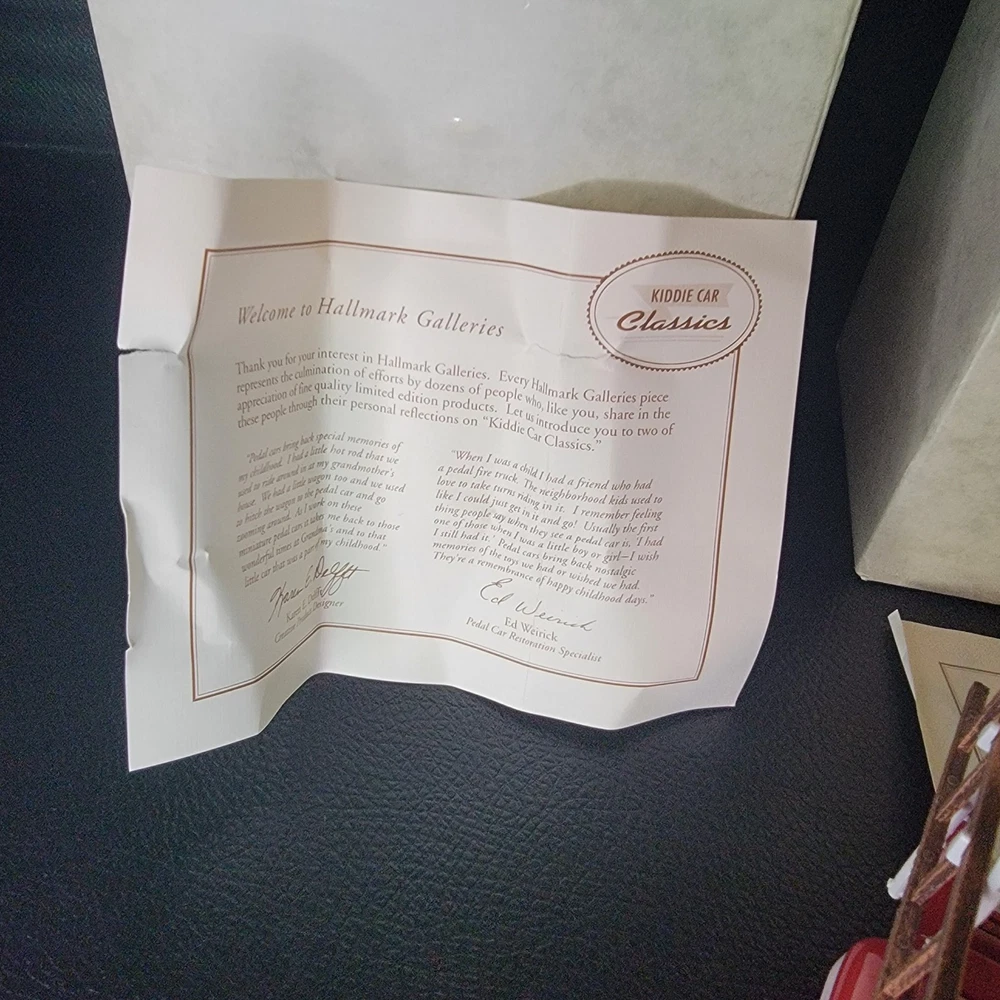 KIDDIE CAR
Classics
Welcome to Hallmark Galleries
Thank you for your interest in Hallmark Galleries. Every Hallmark Galleries piece
represents the culmination of efforts by dozens of people who, like you, share in the
appreciation of fine quality limited edition products. Let us introduce you to two of
these people through their personal reflections on "Kiddie Car Classics."
"Pedal cars bring back special memories of
my childhood. I had a little hot rod that we
used to ride around in at my grandmother's
house. We had a little wagon too and we used
to hitch the wagon to the pedal car and go
zooming around. As I work on these
miniature pedal cars it takes me back to those
wonderful times at Grandma's and to that
little car that was a part of my childhood."
Karen E.
Creative Product Designer
"When I was a child I had a friend who had
a pedal fire truck. The neighborhood kids used to
love to take turns riding in it. I remember feeling
like I could just get in it and go! Usually the first
thing people say when they see a pedal car is, 'I had
one of those when I was a little boy or girl—I wish
I still had it.' Pedal cars bring back nostalgic
memories of the toys we had or wished we had.
They're a remembrance of happy childhood days."
Ed Weirick
Ed Weirick
Pedal Car Restoration Specialist